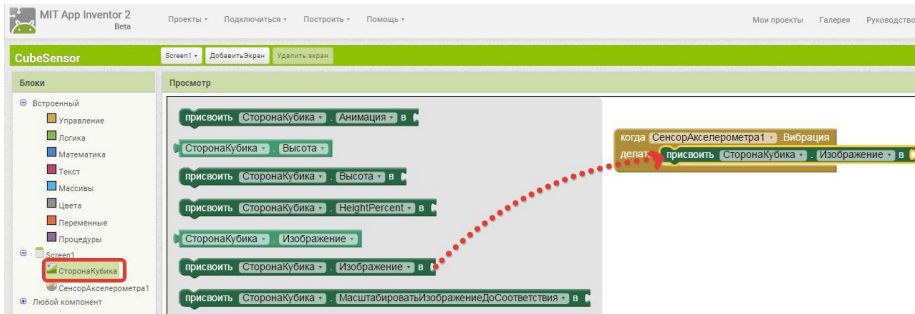 MIT App Inventor 2
Beta
Проекты Подключиться Построить Помощь
Мои проекты Галерея Руководство
CubeSensor
Screen1 ДобавитьЭкран Удалить экран
Блоки
Просмотр
Встроенный
Управление
Логика
Математика
Текст
Массивы
Цвета
Переменные
Процедуры
Screen1
СторонаКубика
СенсорАкселерометра1
Любой компонент
присвоить СторонаКубика . Анимация в
СторонаКубика . Высота
присвоить СторонаКубика . Высота в
присвоить СторонаКубика . HeightPercent в
СторонаКубика . Изображение
присвоить СторонаКубика . Изображение в
присвоить СторонаКубика . МасштабироватьИзображениеДоСоответствия в
когда СенсорАкселерометра1 . Вибрация
делать присвоить СторонаКубика . Изображение в